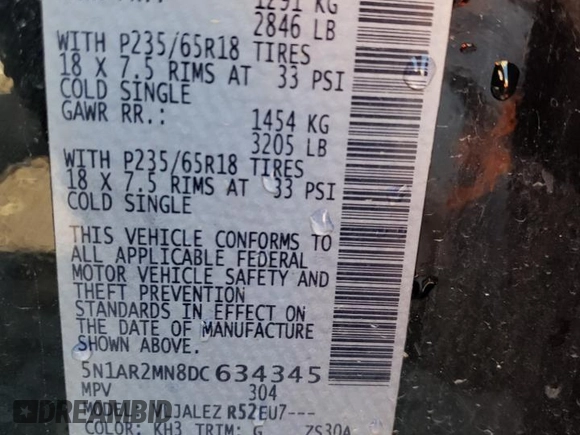 1291 KG
2846 LB
WITH P235/65R18 TIRES
18 X 7.5 RIMS AT 33 PSI
COLD SINGLE
GAWR RR.: 1454 KG
3205 LB
WITH P235/65R18 TIRES
18 X 7.5 RIMS AT 33 PSI
COLD SINGLE
THIS VEHICLE CONFORMS TO
ALL APPLICABLE FEDERAL
MOTOR VEHICLE SAFETY AND
THEFT PREVENTION
STANDARDS IN EFFECT ON
THE DATE OF MANUFACTURE
SHOWN ABOVE.
5N1AR2MN8DC634345
MPV 304
MODEL: JLJALEZ R52EU7---
COLOR: KH3 TRIM: G ZS30A
DREAMBID